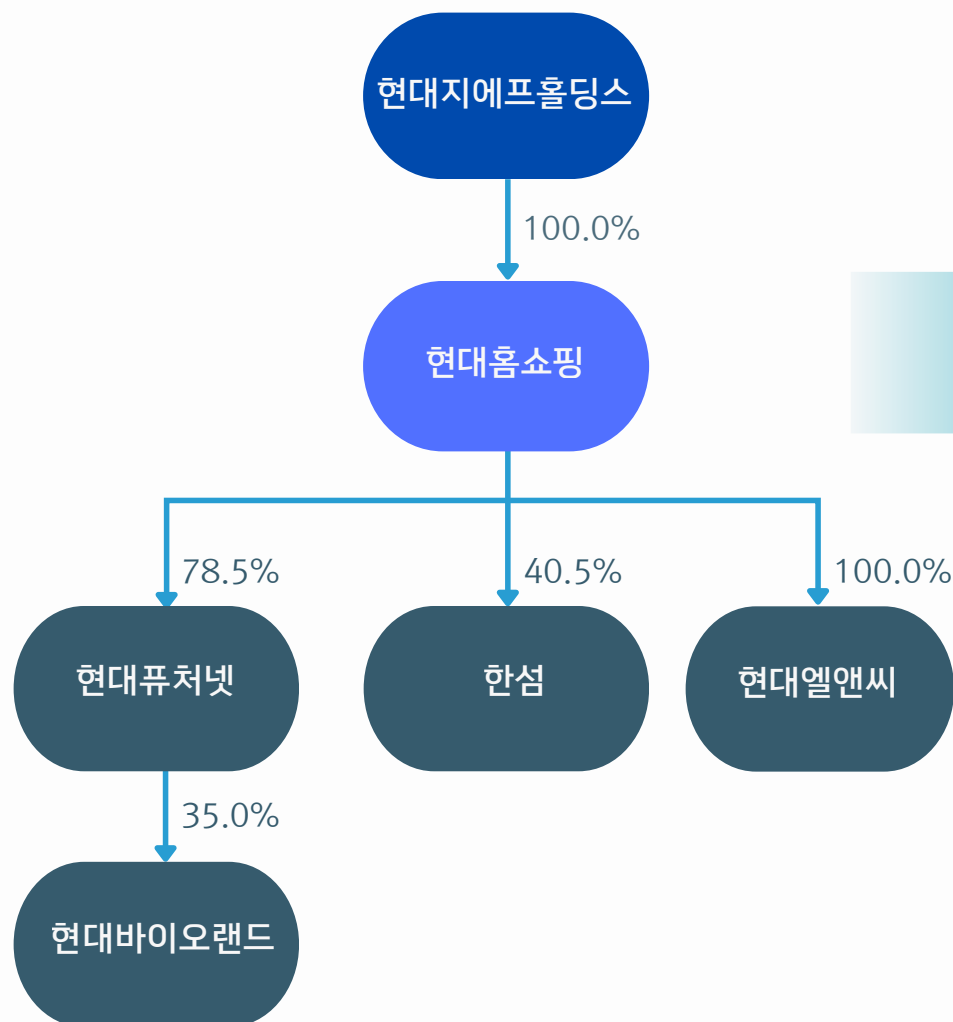 현대지에프홀딩스
100.0%
현대홈쇼핑
78.5%
40.5%
100.0%
현대퓨처넷
한섬
현대엘앤씨
35.0%
현대바이오랜드